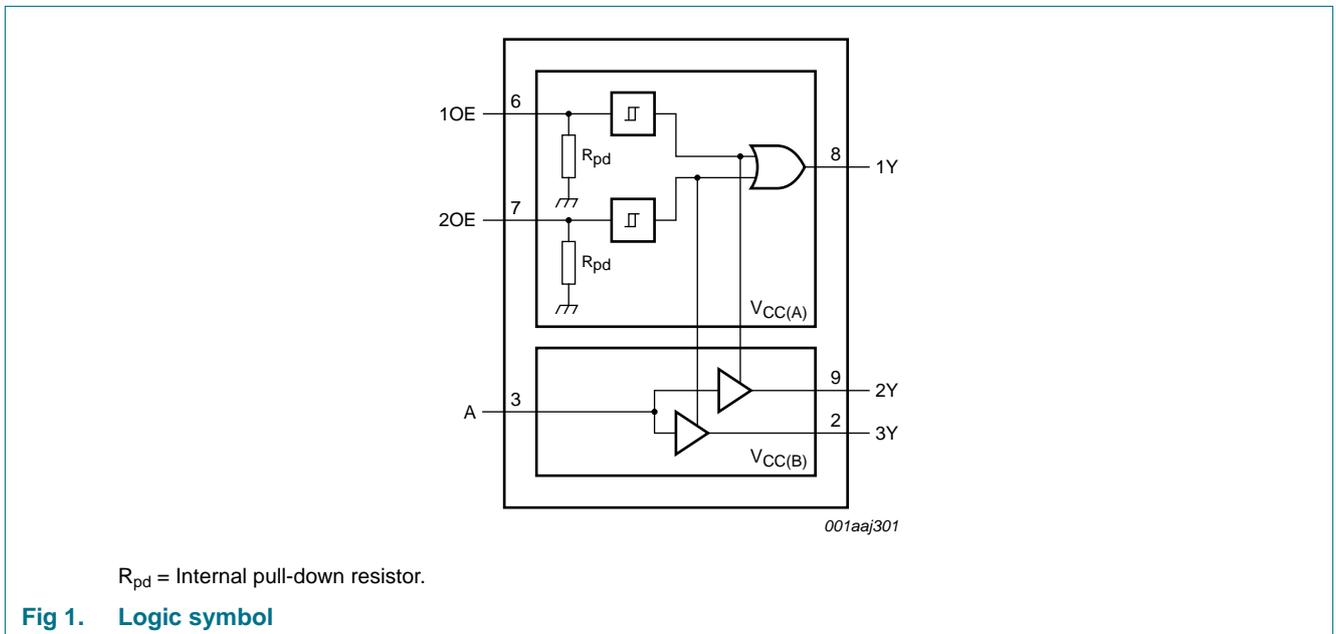 1OE
6
Rpd
8
1Y
2OE
7
Rpd
VCC(A)
A
3
9
2Y
2
3Y
VCC(B)
001aaj301
Rpd = Internal pull-down resistor.
Fig 1. Logic symbol